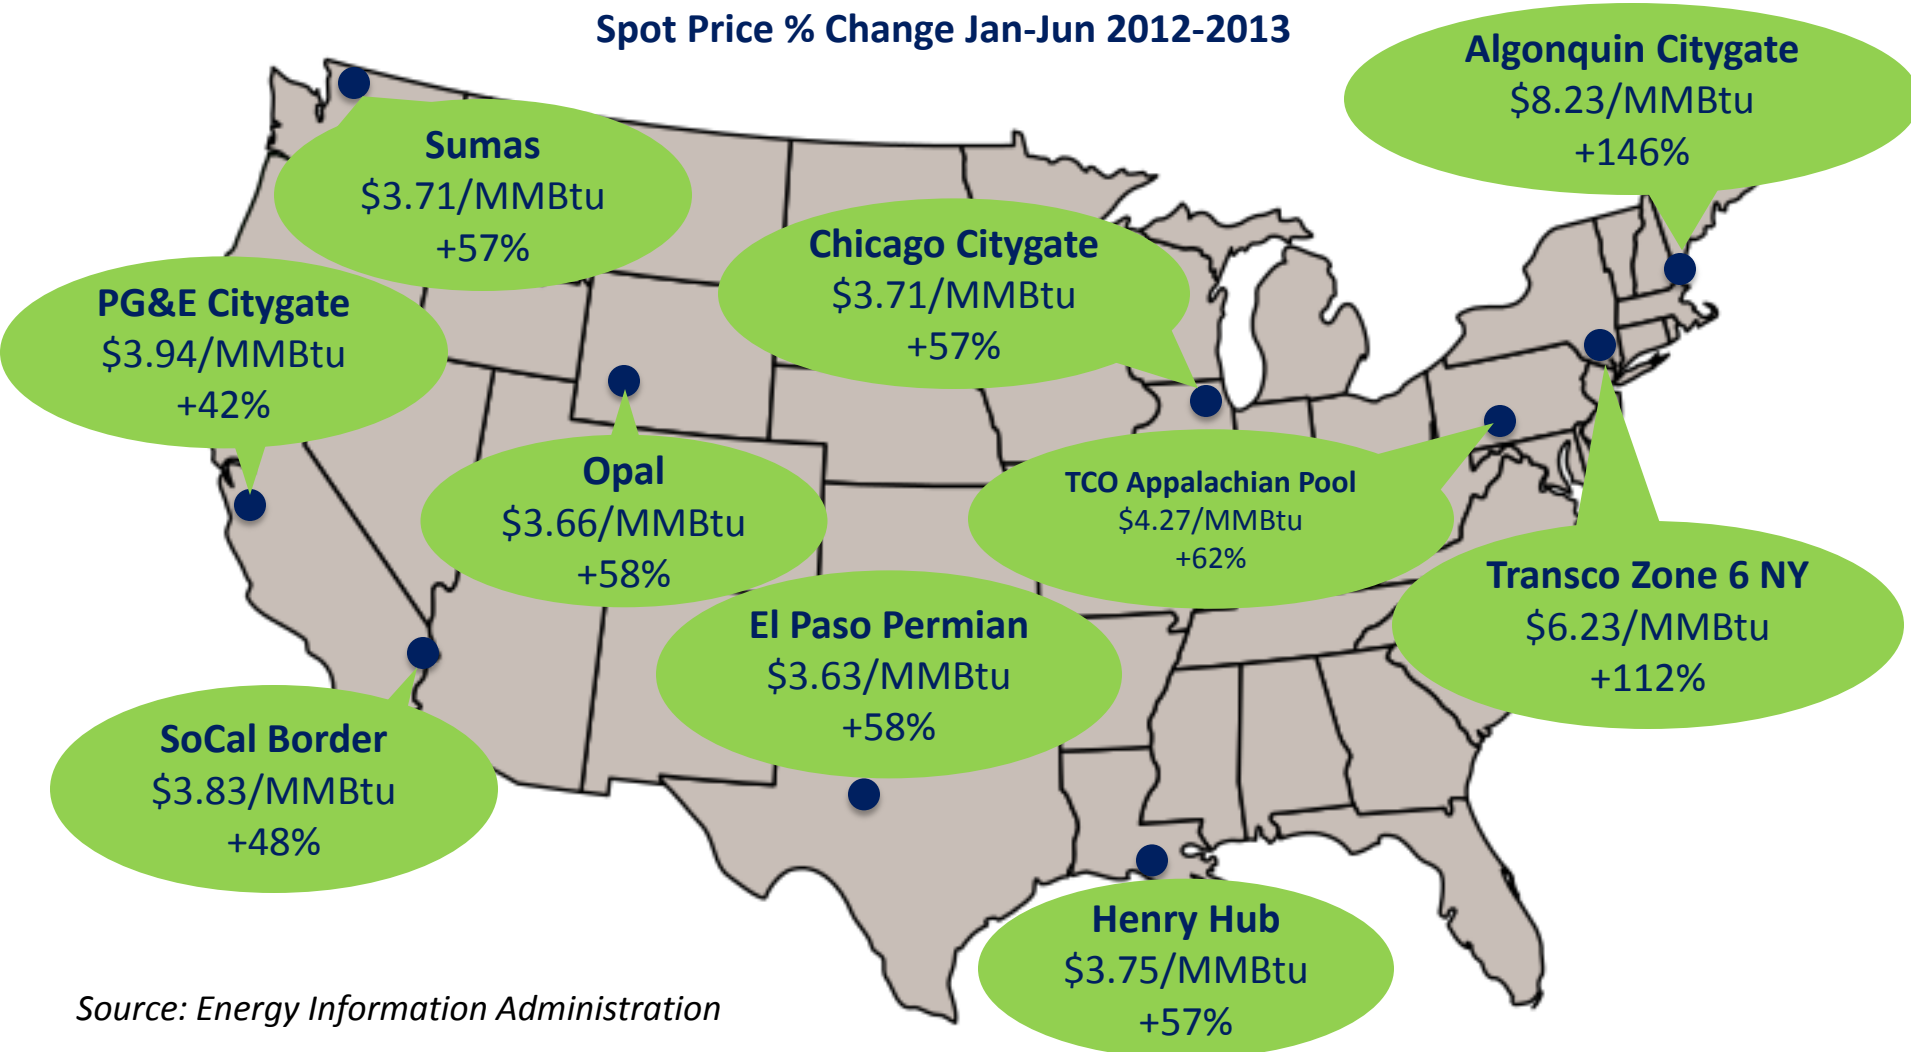 Spot Price % Change Jan-Jun 2012-2013
Algonquin Citygate
$8.23/MMBtu
+146%
Sumas
$3.71/MMBtu
+57%
Chicago Citygate
$3.71/MMBtu
+57%
PG&E Citygate
$3.94/MMBtu
+42%
Opal
$3.66/MMBtu
+58%
TCO Appalachian Pool
$4.27/MMBtu
+62%
Transco Zone 6 NY
$6.23/MMBtu
+112%
El Paso Permian
$3.63/MMBtu
+58%
SoCal Border
$3.83/MMBtu
+48%
Henry Hub
$3.75/MMBtu
+57%
Source: Energy Information Administration